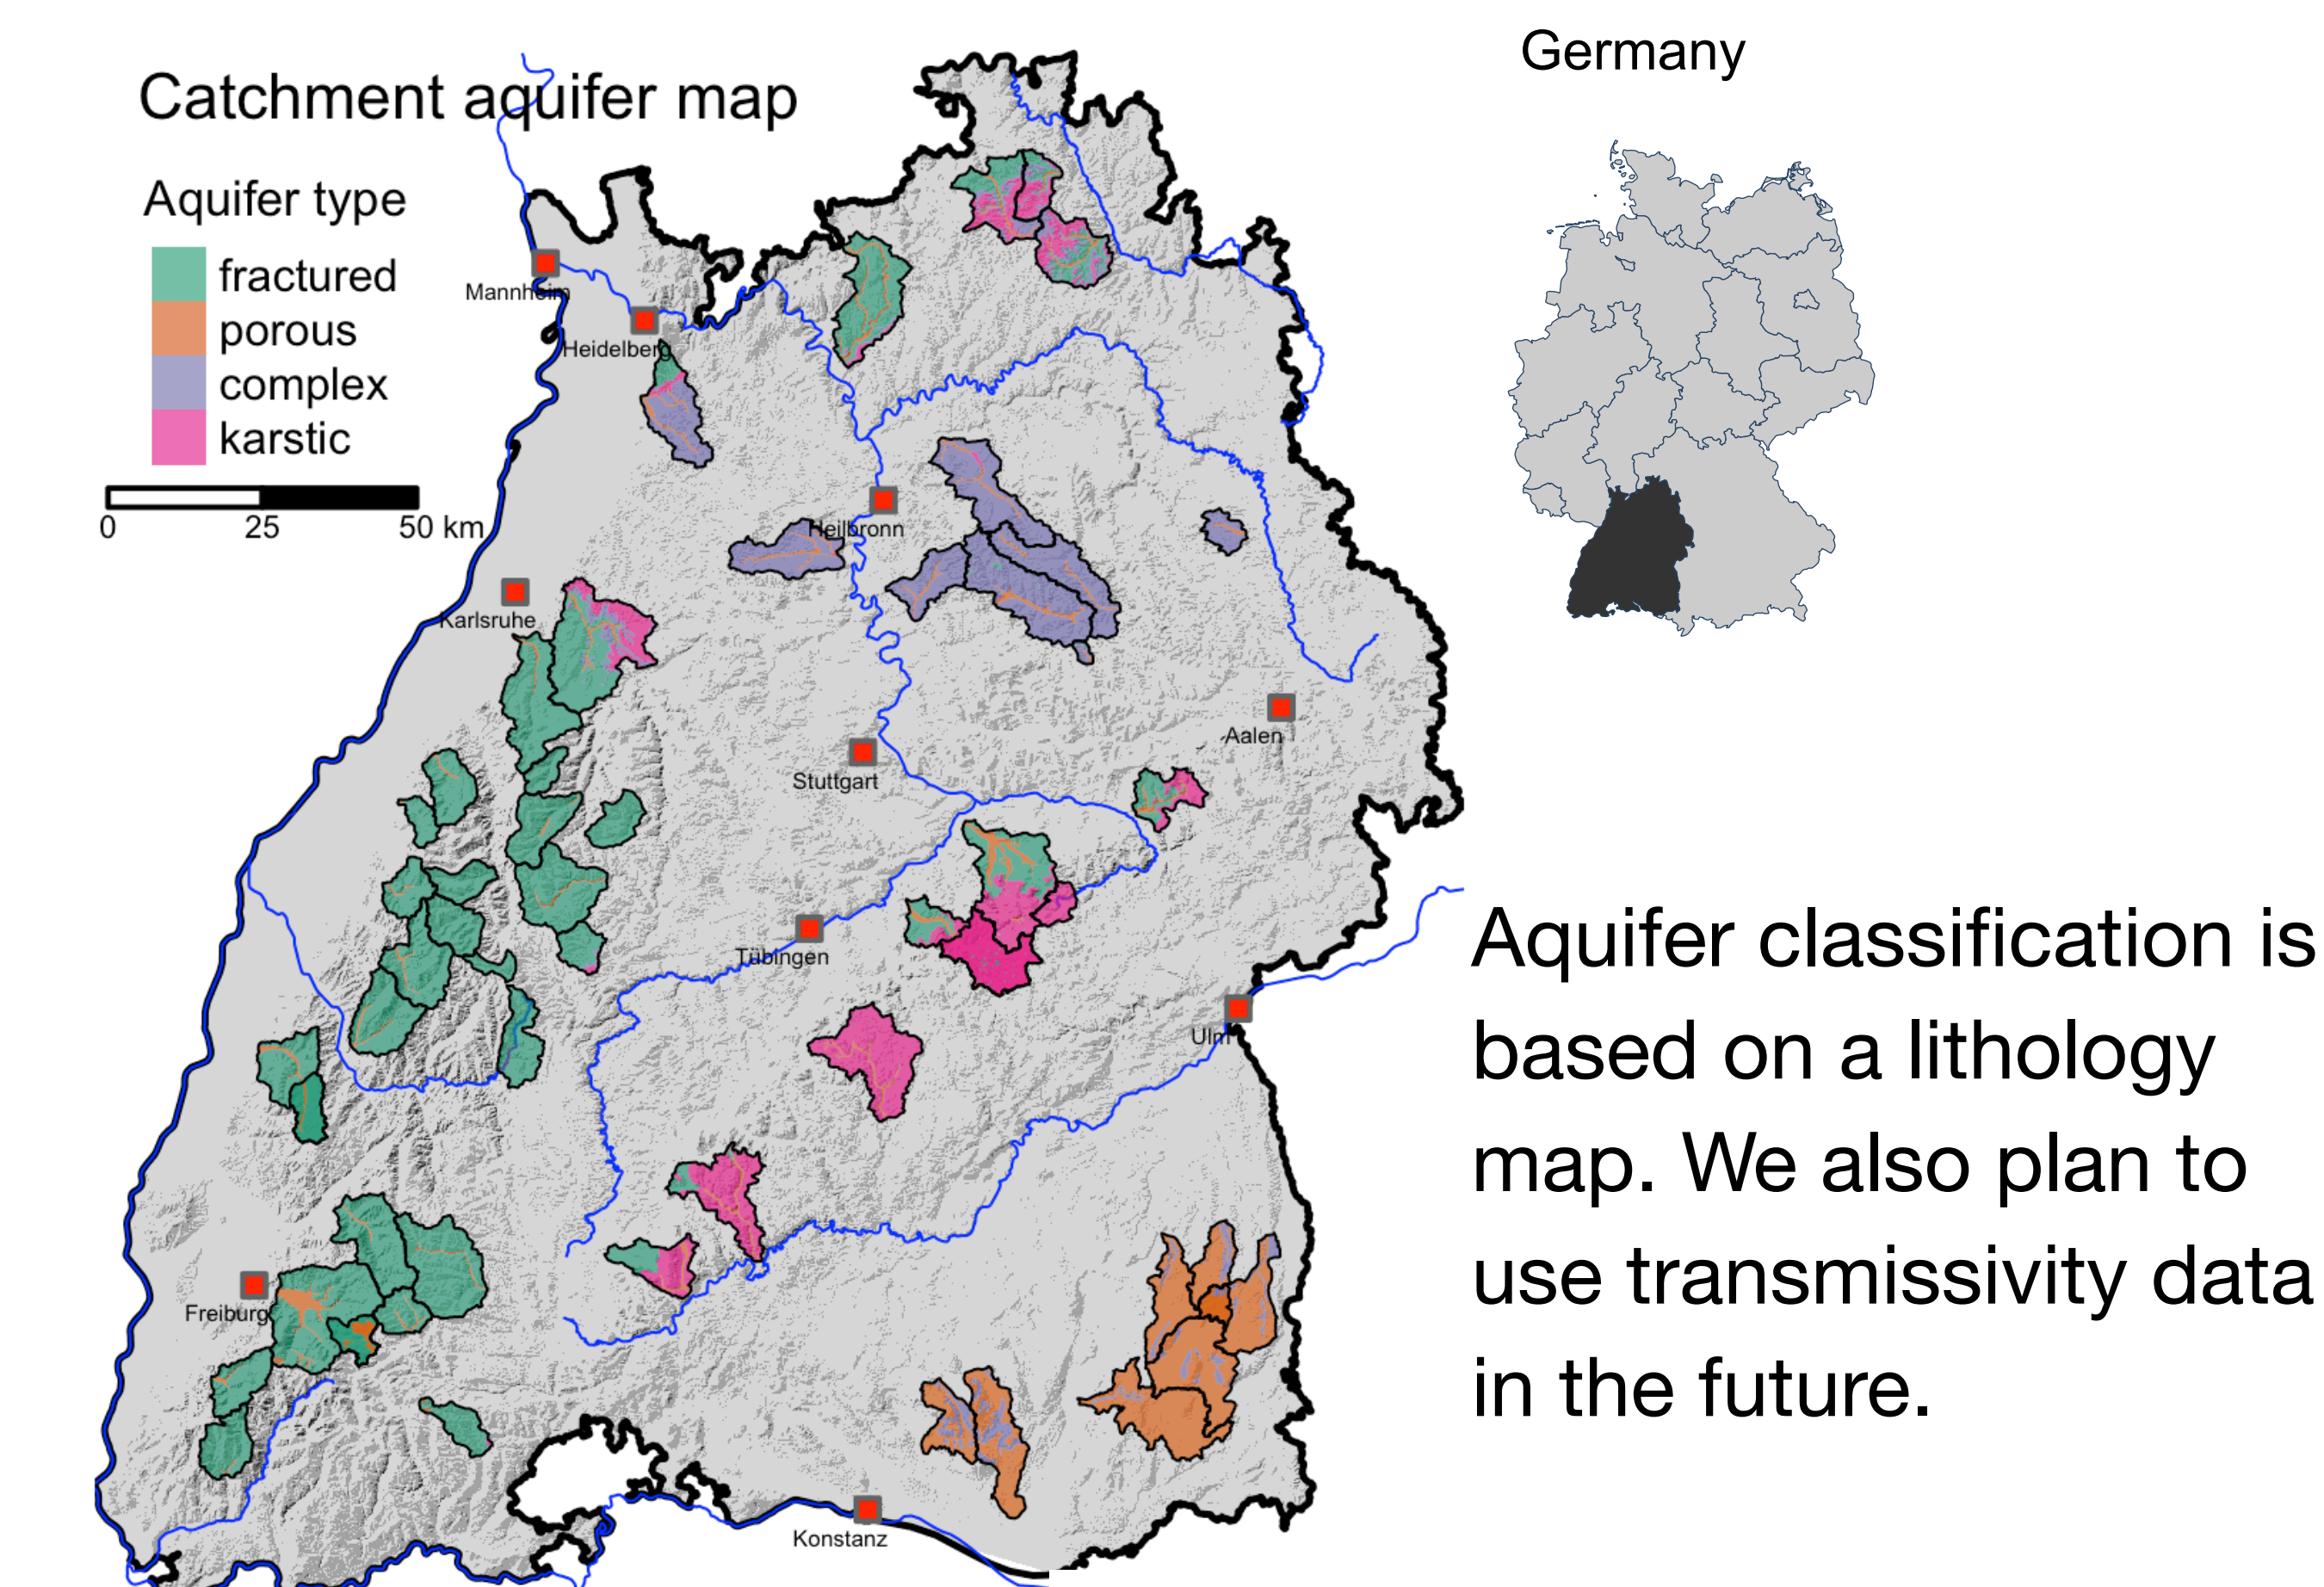 Germany
Catchment aquifer map
Aquifer type
fractured
porous
complex
karstic
0 25 50 km
Mannheim
Heidelberg
Heilbronn
Karlsruhe
Aalen
Stuttgart
Tübingen
Ulm
Freiburg
Konstanz
Aquifer classification is
based on a lithology
map. We also plan to
use transmissivity data
in the future.